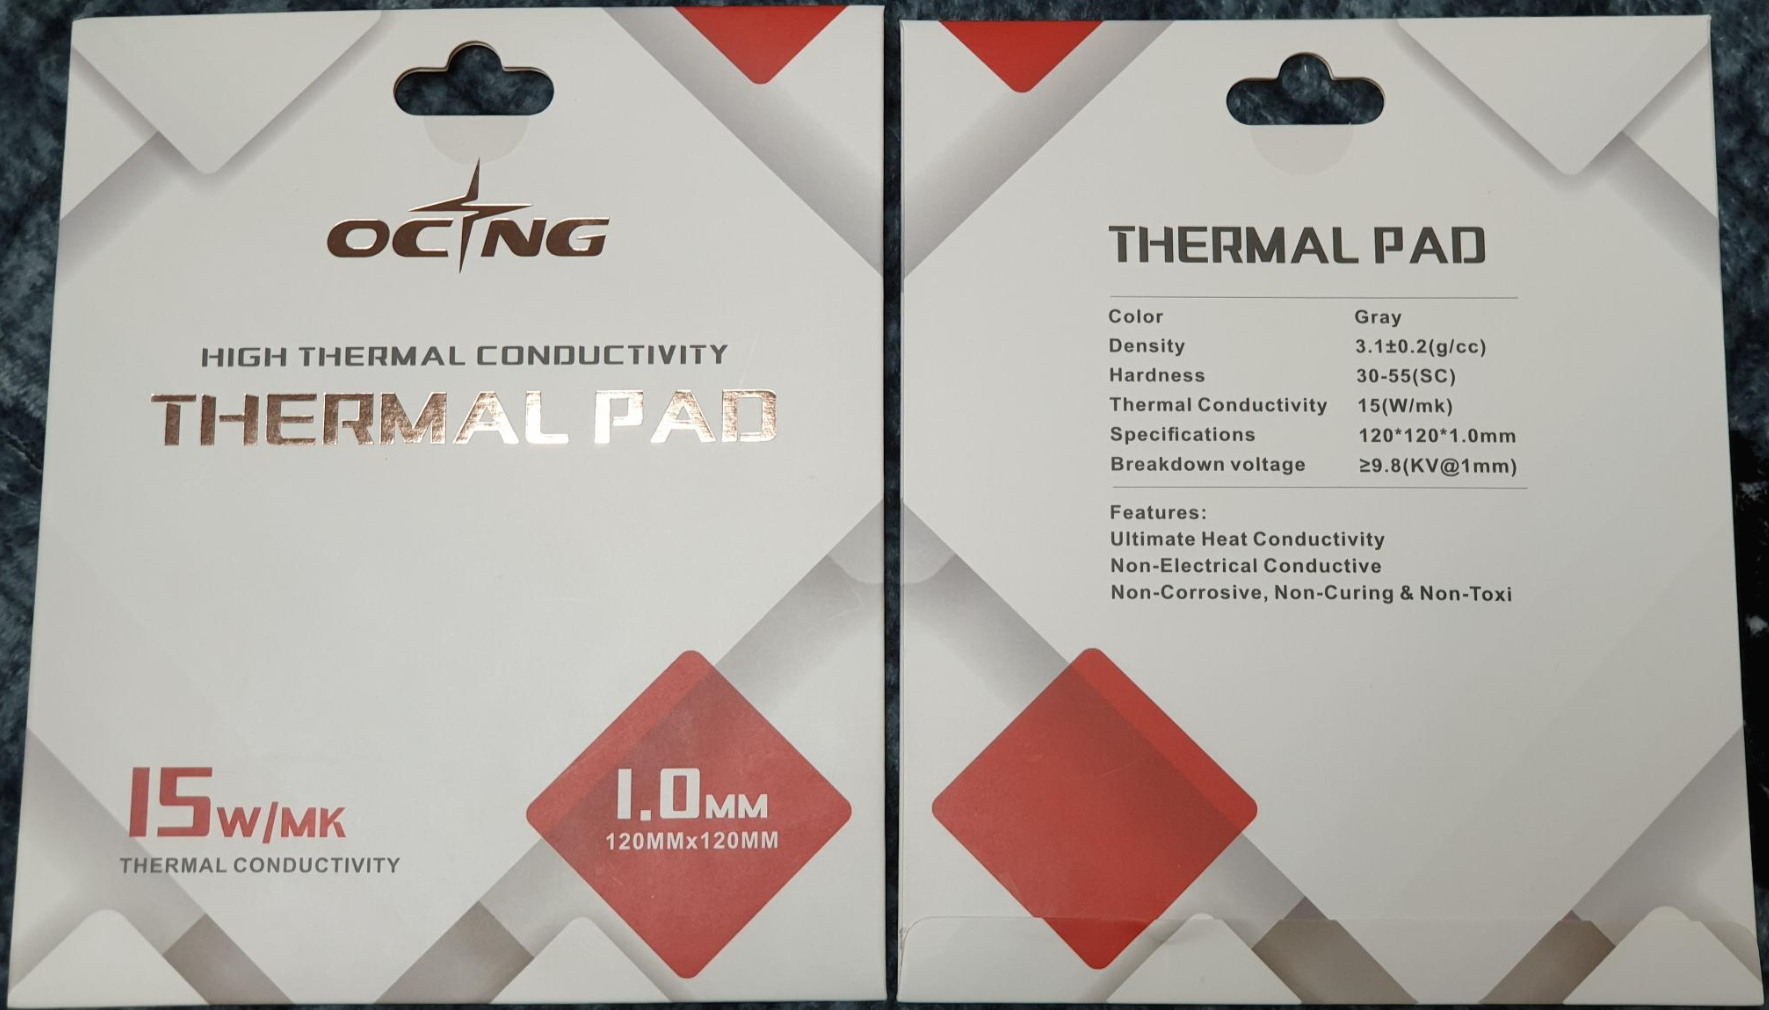 OCING
HIGH THERMAL CONDUCTIVITY
THERMAL PAD
15W/MK
THERMAL CONDUCTIVITY
1.0MM
120MMx120MM
THERMAL PAD
Color Gray
Density 3.1±0.2(g/cc)
Hardness 30-55(SC)
Thermal Conductivity 15(W/mk)
Specifications 120*120*1.0mm
Breakdown voltage ≥9.8(KV@1mm)
Features:
Ultimate Heat Conductivity
Non-Electrical Conductive
Non-Corrosive, Non-Curing & Non-Toxi